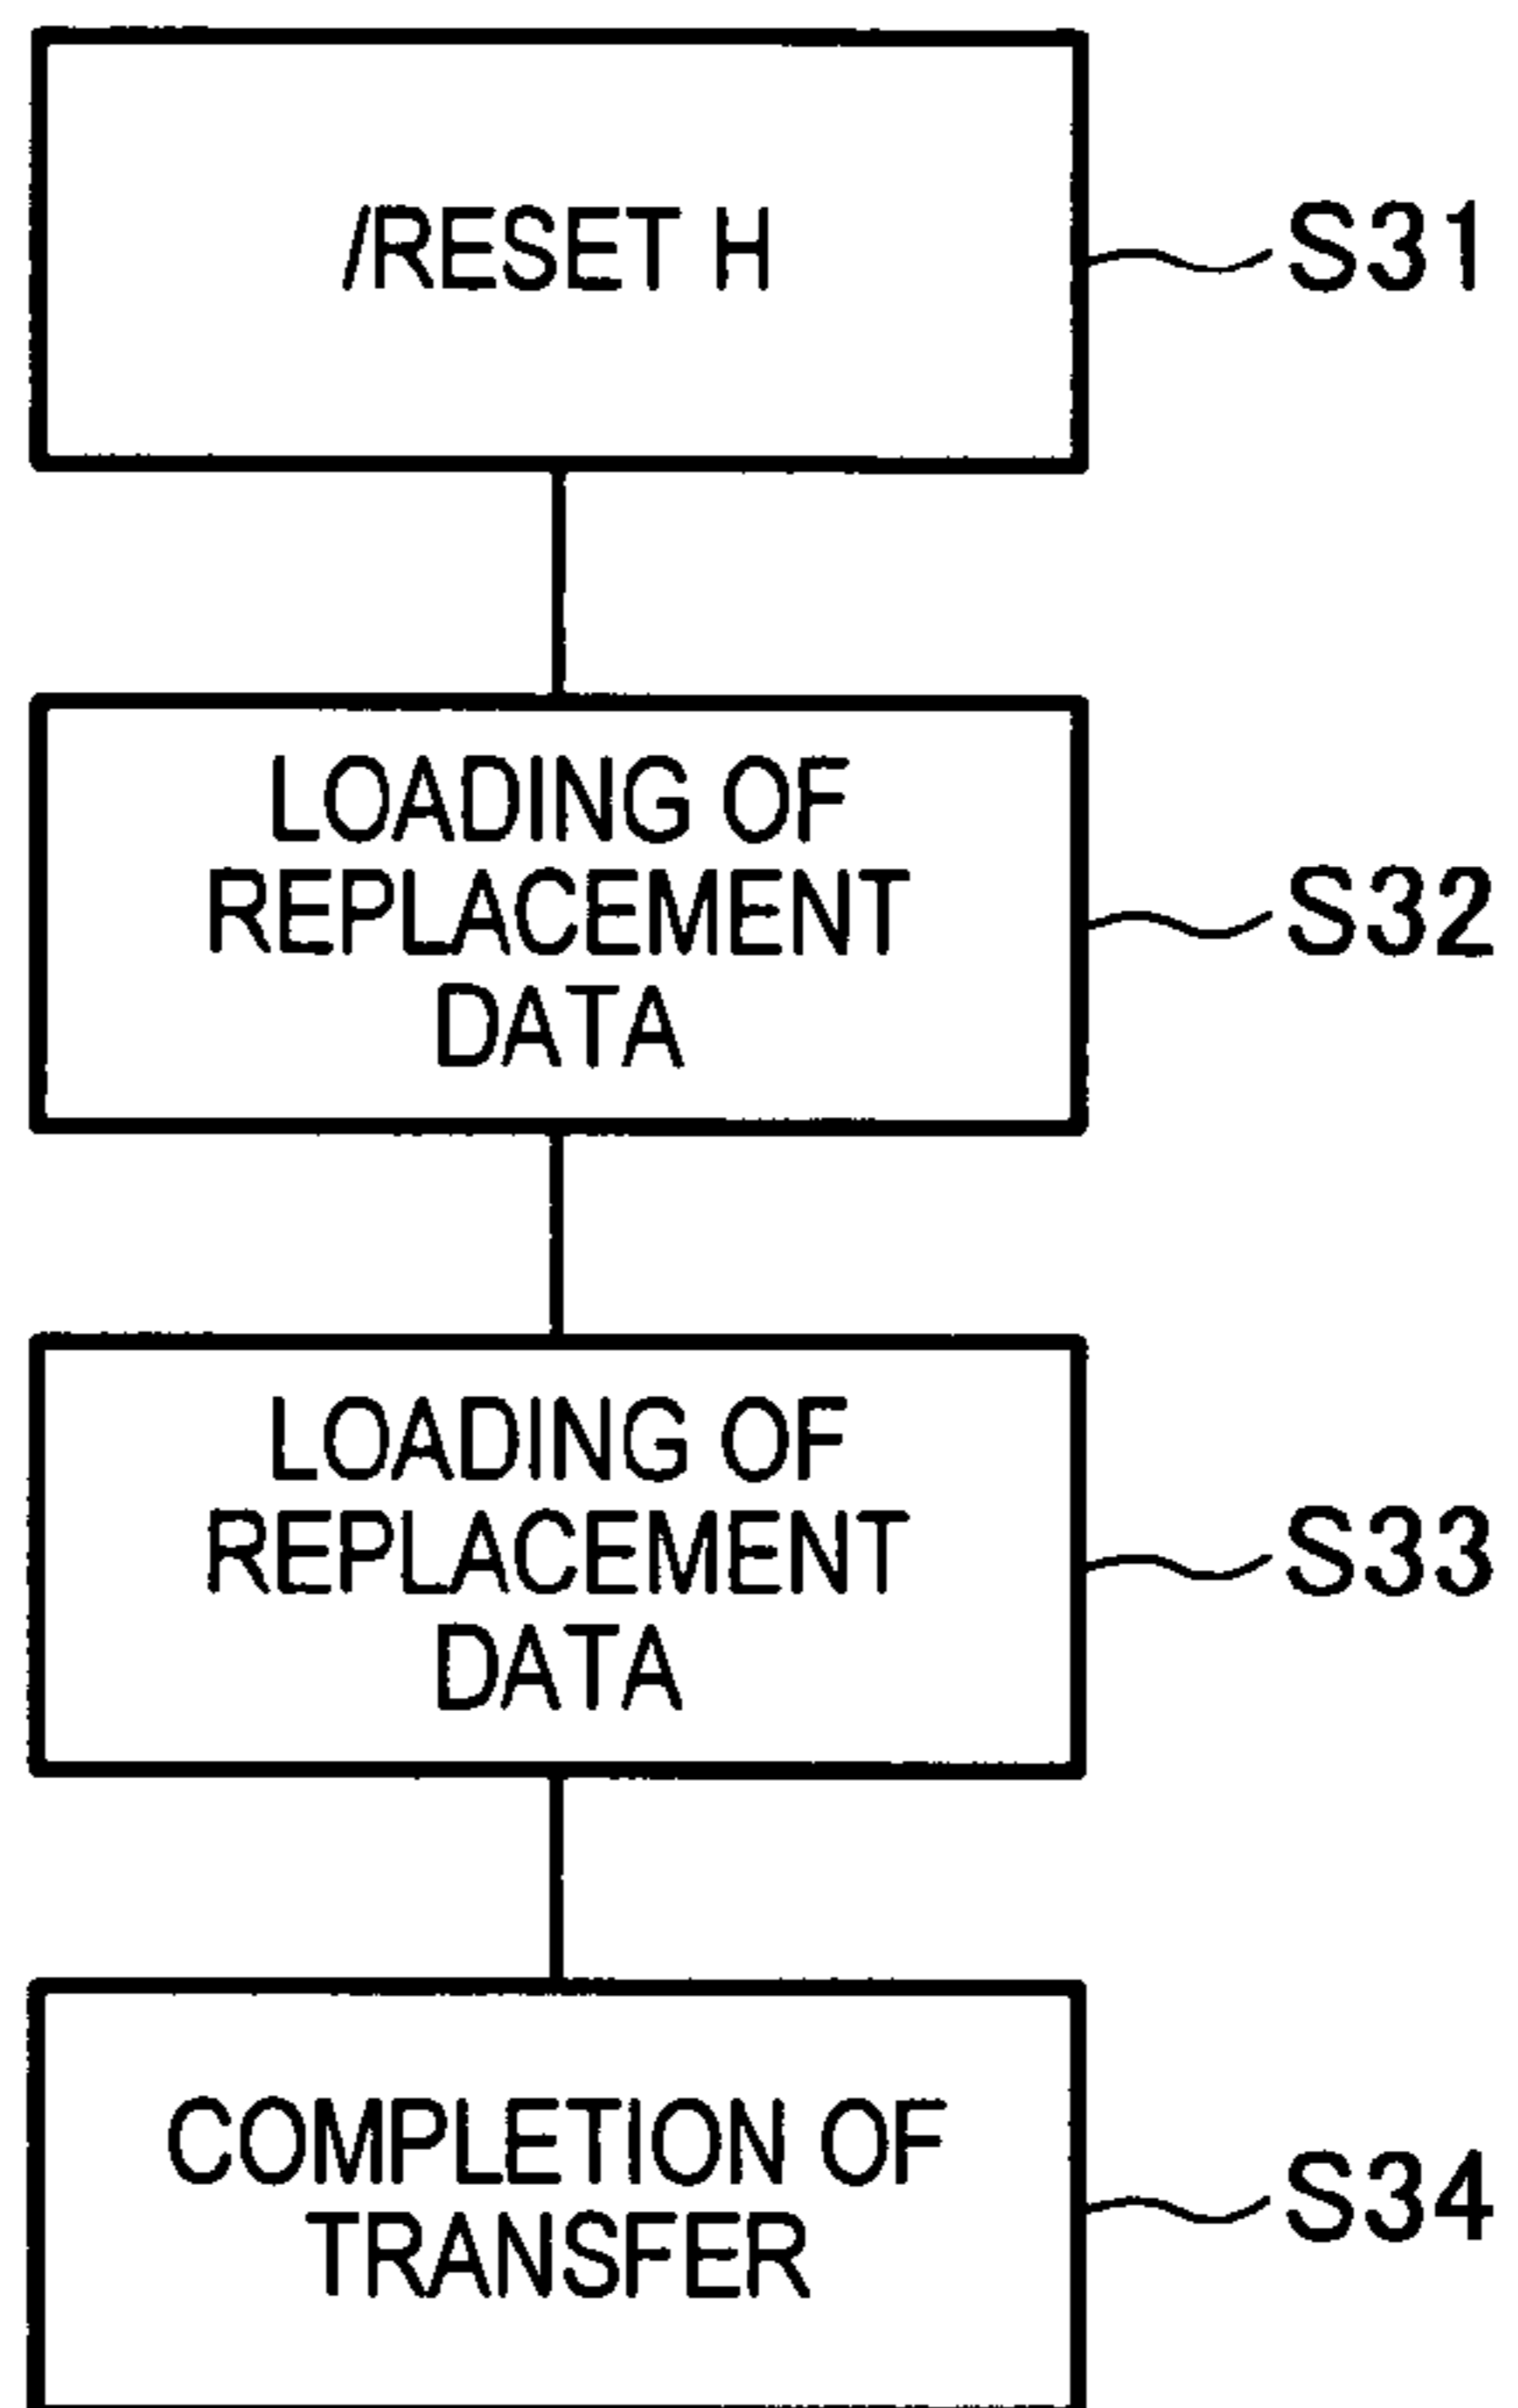 /RESET H
S31
LOADING OF
REPLACEMENT
DATA
S32
LOADING OF
REPLACEMENT
DATA
S33
COMPLETION OF
TRANSFER
S34